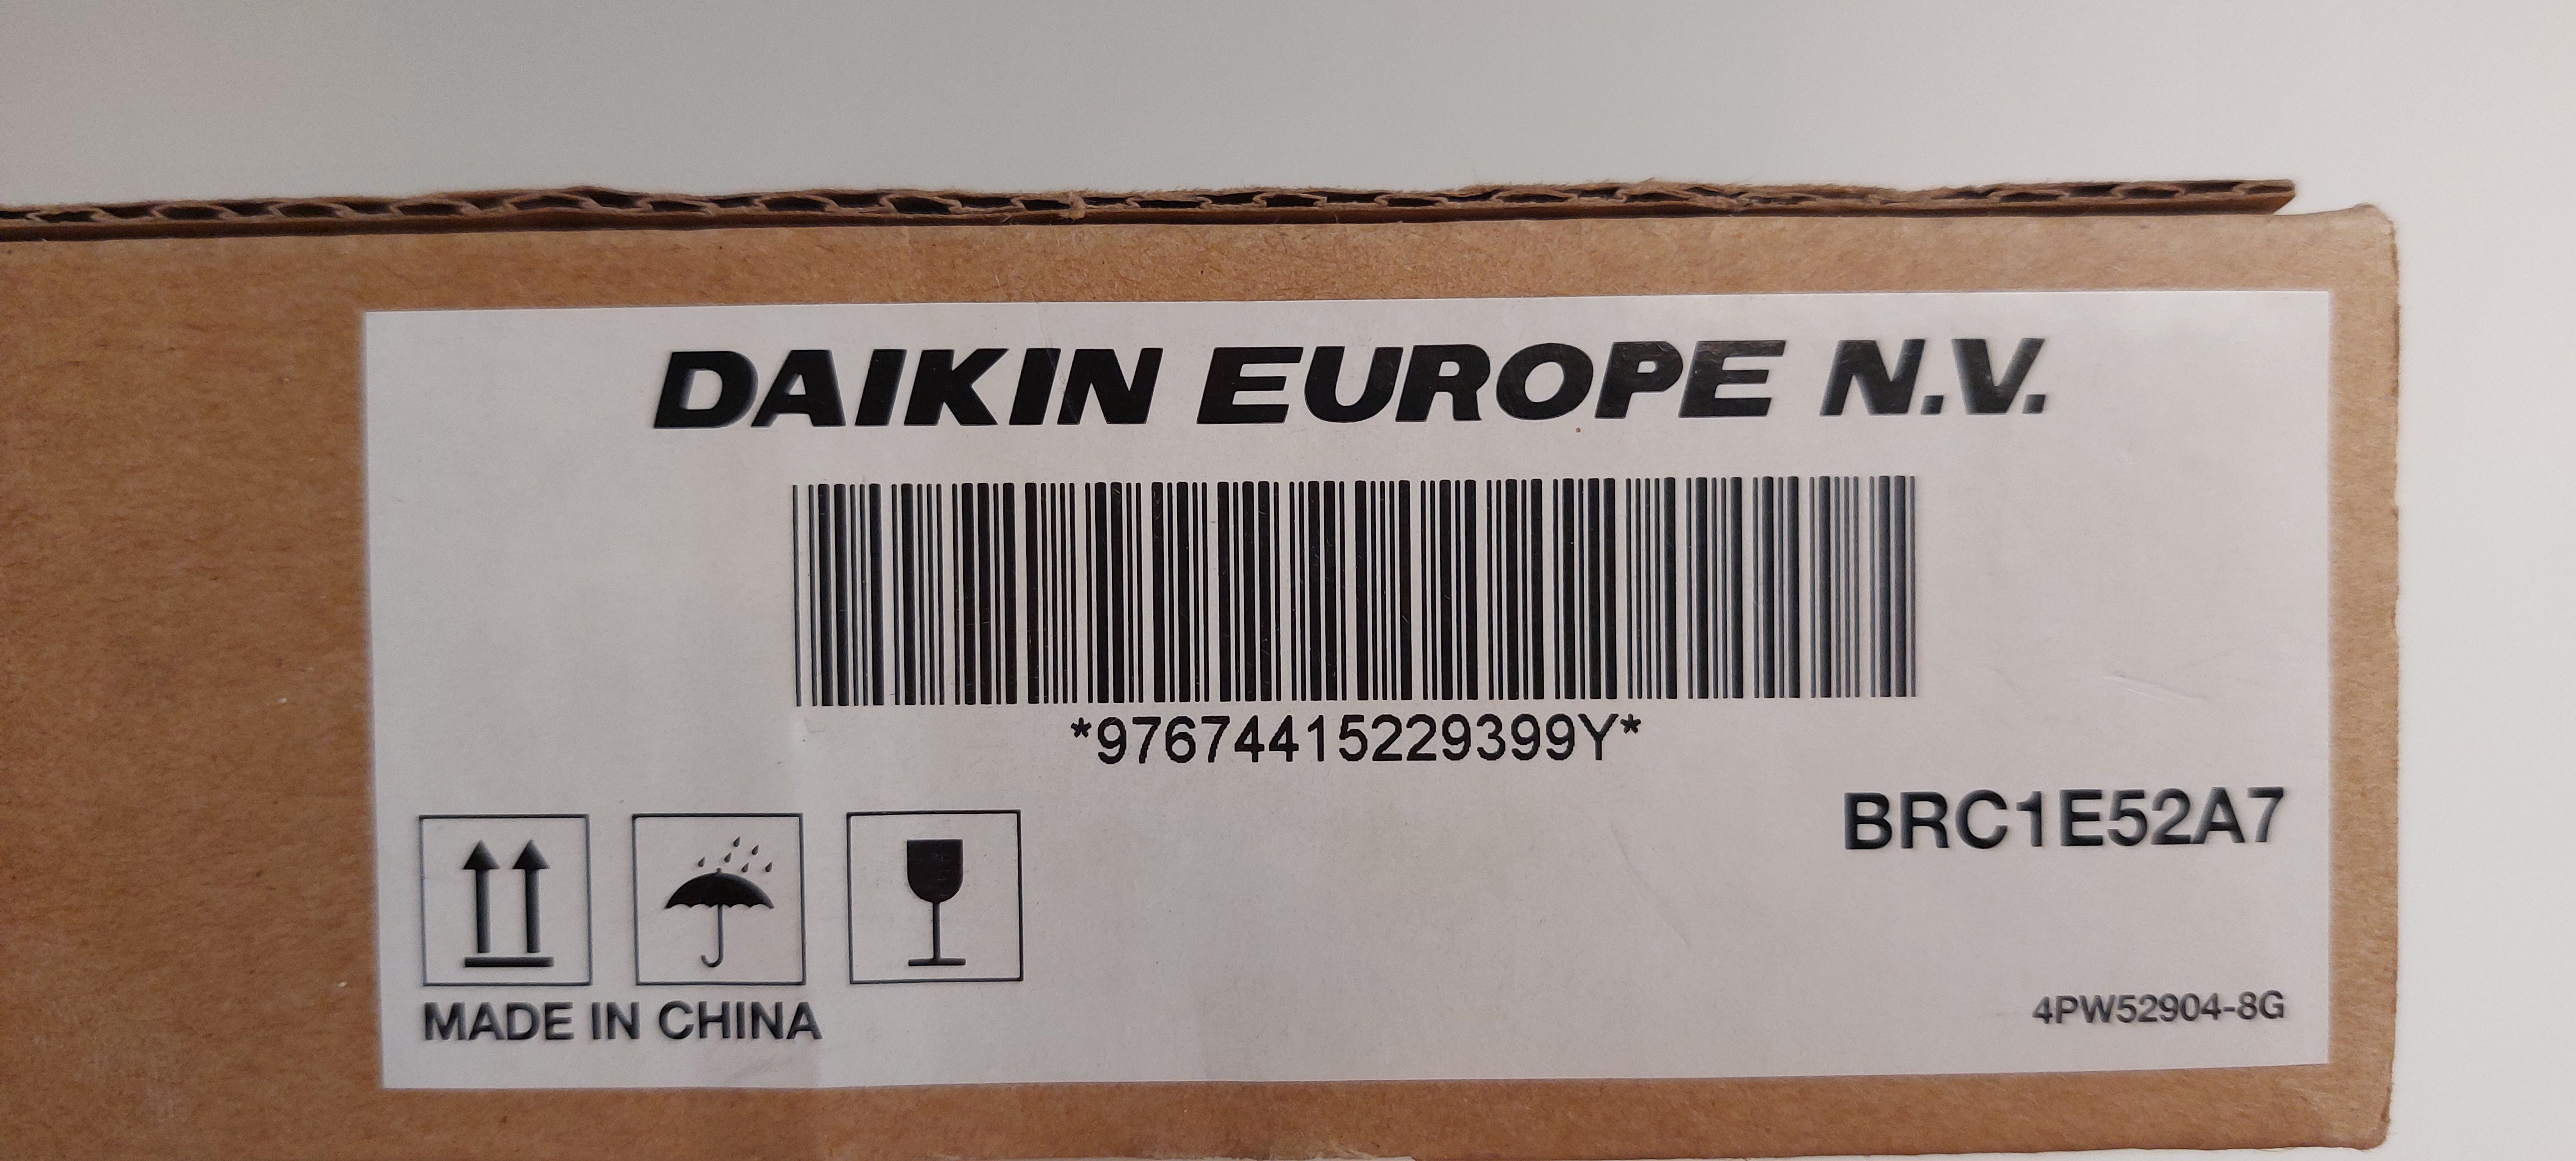 DAIKIN EUROPE N.V.
*97674415229399Y*
BRC1E52A7
MADE IN CHINA
4PW52904-8G